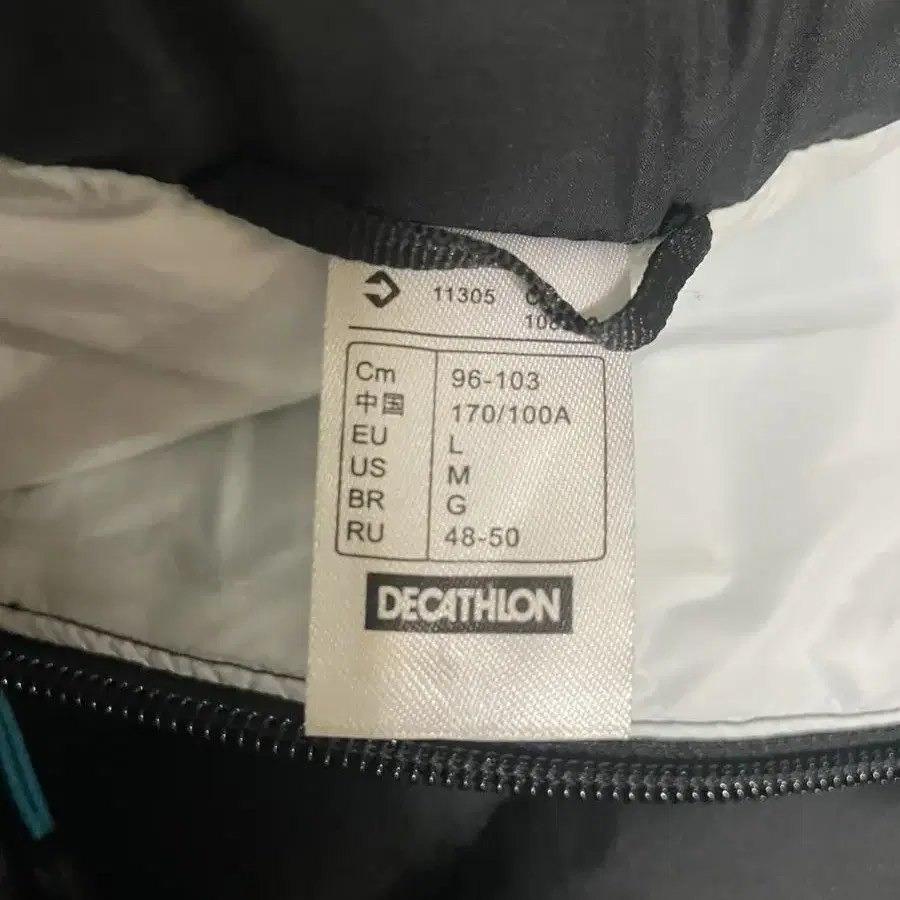 11305
Cm 96-103
中国 170/100A
EU L
US M
BR G
RU 48-50
DECATHLON